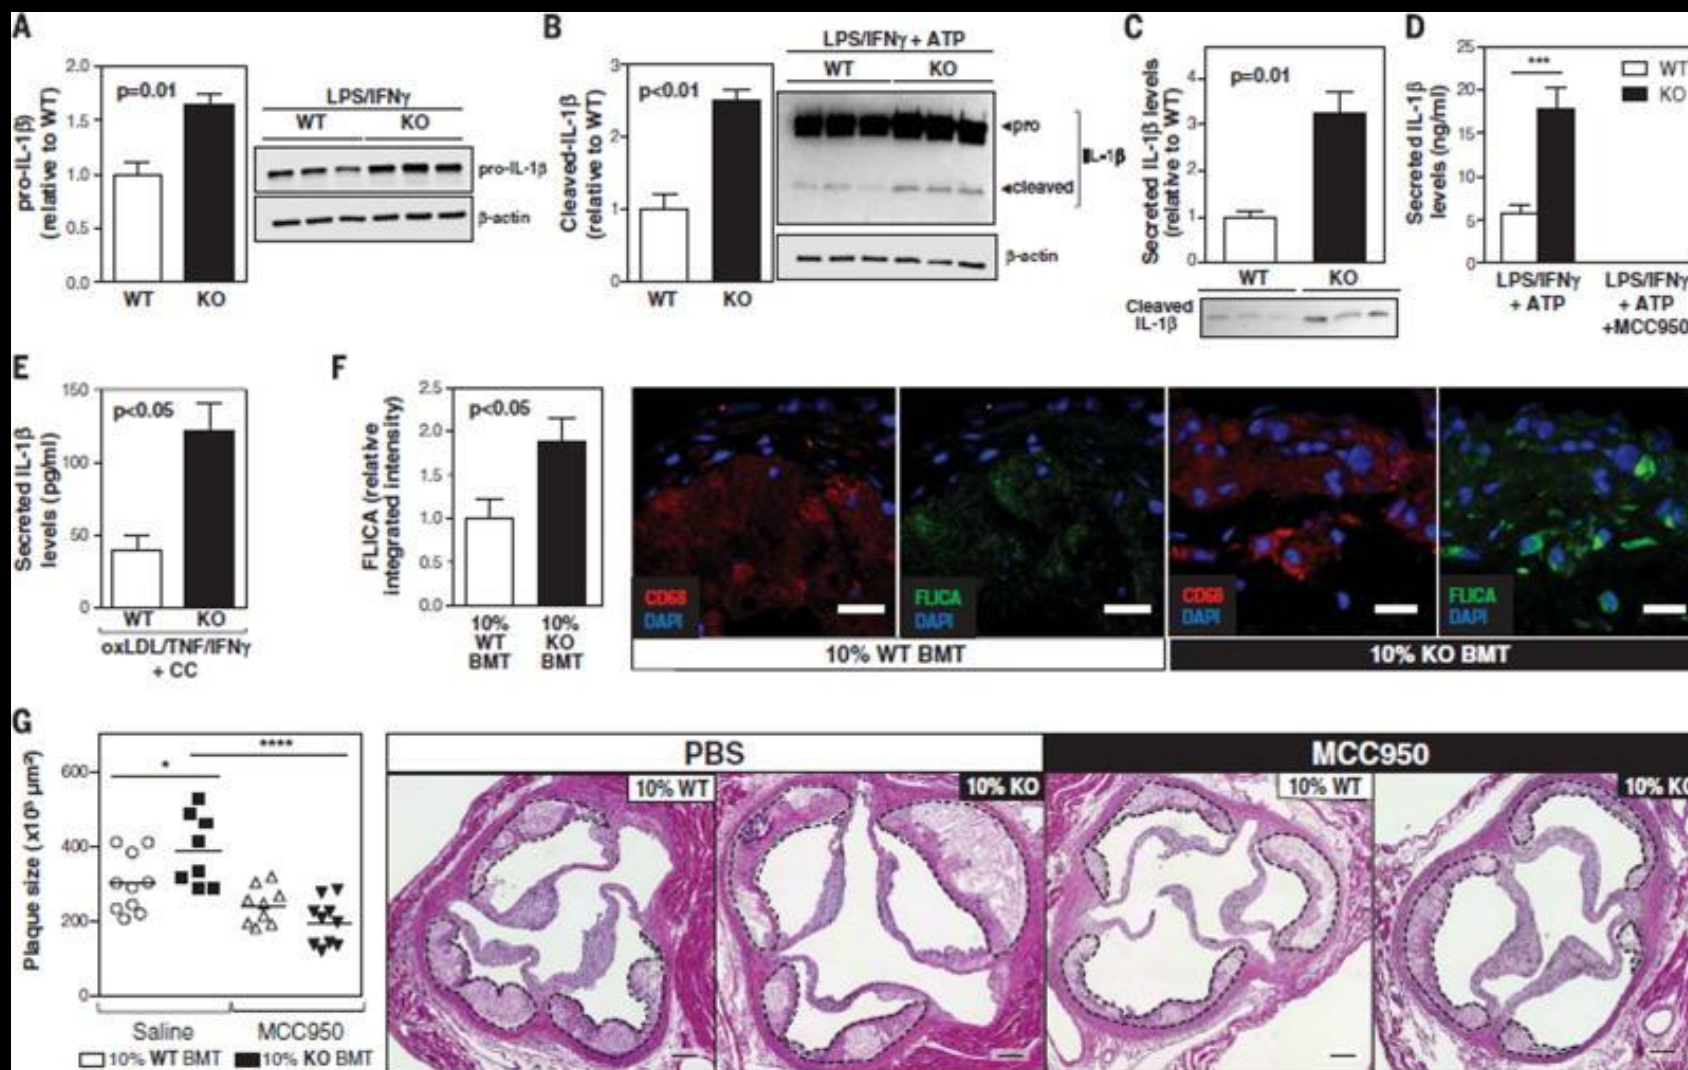 A
pro-IL-1β)
(relative to WT)
2.0
1.5
1.0
0.5
0.0
p=0.01
WT
KO
LPS/IFNγ
WT
KO
pro-IL-1β
β-actin
B
Cleaved-IL-1β
(relative to WT)
3
2
1
0
p<0.01
WT
KO
LPS/IFNγ + ATP
WT
KO
pro
cleaved
IL-1β
β-actin
C
Secreted IL-1β levels
(relative to WT)
4
3
2
1
0
p=0.01
WT
KO
Cleaved
IL-1β
D
Secreted IL-1β
levels (ng/ml)
25
20
15
10
5
0
***
WT
KO
LPS/IFNγ
+ ATP
LPS/IFNγ
+ ATP
+MCC950
E
Secreted IL-1β
levels (pg/ml)
150
100
50
0
p<0.05
WT
KO
oxLDL/TNF/IFNγ
+ CC
F
FLICA (relative
integrated intensity)
2.5
2.0
1.5
1.0
0.5
0.0
p<0.05
10%
WT
BMT
10%
KO
BMT
CD68
DAPI
FLICA
DAPI
CD68
DAPI
FLICA
DAPI
10% WT BMT
10% KO BMT
G
Plaque size (x10³ µm²)
600
400
200
0
*
****
Saline
MCC950
10% WT BMT
10% KO BMT
PBS
MCC950
10% WT
10% KO
10% WT
10% KO